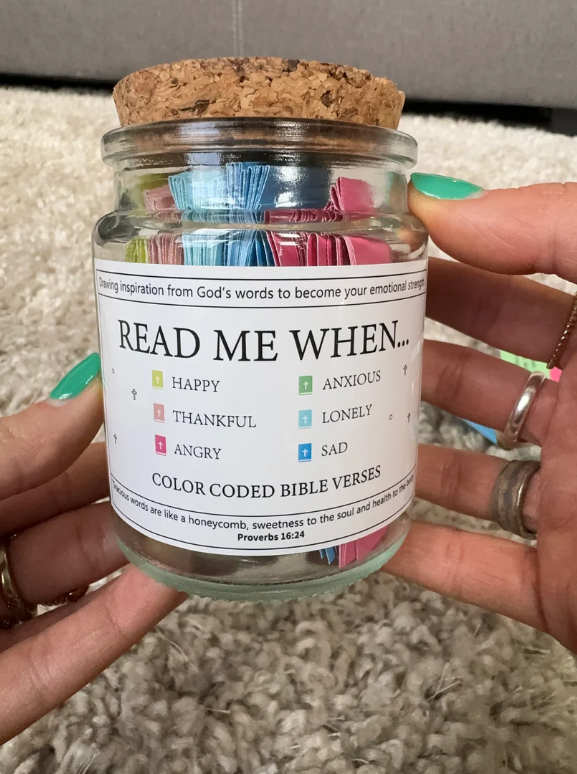 Drawing inspiration from God's words to become your emotional strength
READ ME WHEN...
HAPPY
ANXIOUS
THANKFUL
LONELY
ANGRY
SAD
COLOR CODED BIBLE VERSES
Gracious words are like a honeycomb, sweetness to the soul and health to the
Proverbs 16:24